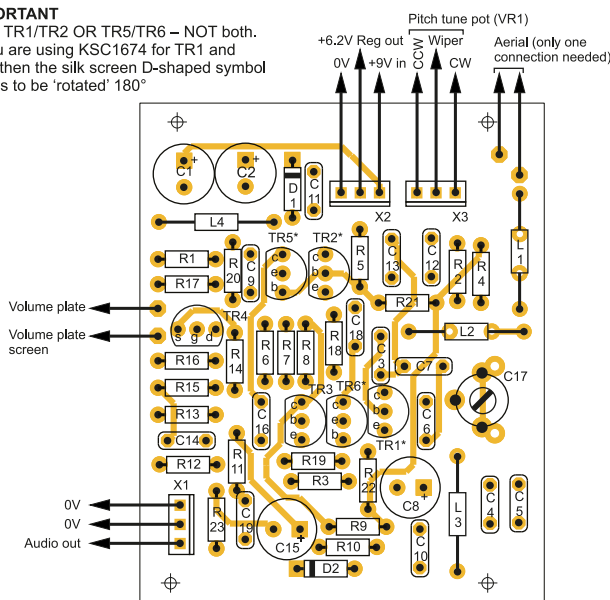 PORTANT
TR1/TR2 OR TR5/TR6 – NOT both.
u are using KSC1674 for TR1 and
then the silk screen D-shaped symbol
s to be ‘rotated’ 180°
Pitch tune pot (VR1)
+6.2V Reg out
0V
+9V in
CCW
Wiper
CW
Aerial (only one
connection needed)
C1
+
C2
+
D1
C11
X2
X3
L4
L1
TR5*
TR2*
R1
R17
R20
C9
c
b
e
c
b
e
R5
C13
C12
R2
R4
R21
Volume plate
Volume plate
screen
TR4
s
g
d
R14
R6
R7
R8
R18
C18
C3
L2
C7
C17
R16
R15
R13
C14
R12
C16
TR3
TR6*
c
b
e
c
b
e
c
b
e
TR1*
C6
R11
R19
R3
R22
C8
+
L3
C4
C5
X1
0V
0V
Audio out
R23
C19
C15
+
R9
R10
D2
C10